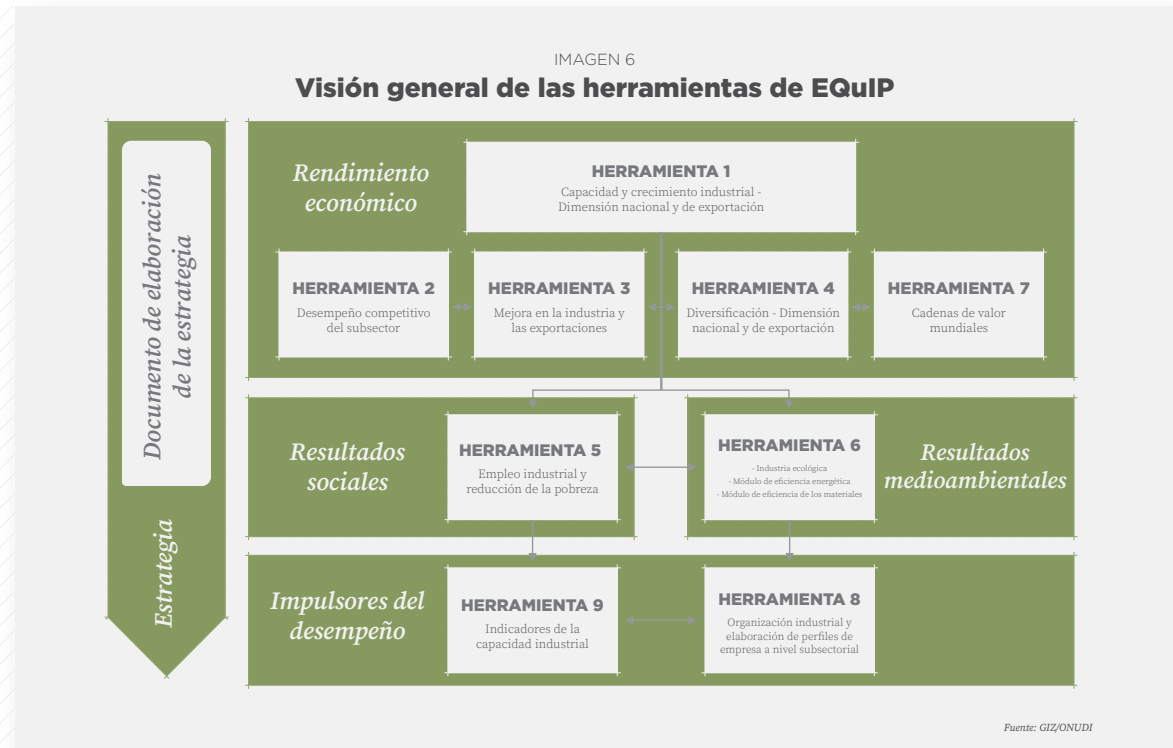 IMAGEN 6
Visión general de las herramientas de EQuIP
Documento de elaboración
de la estrategia
Estrategia
Rendimiento
económico
HERRAMIENTA 1
Capacidad y crecimiento industrial -
Dimensión nacional y de exportación
HERRAMIENTA 2
Desempeño competitivo
del subsector
HERRAMIENTA 3
Mejora en la industria y
las exportaciones
HERRAMIENTA 4
Diversificación - Dimensión
nacional y de exportación
HERRAMIENTA 7
Cadenas de valor
mundiales
Resultados
sociales
HERRAMIENTA 5
Empleo industrial y
reducción de la pobreza
HERRAMIENTA 6
- Industria ecológica
- Módulo de eficiencia energética
- Módulo de eficiencia de los materiales
Resultados
medioambientales
Impulsores del
desempeño
HERRAMIENTA 9
Indicadores de la
capacidad industrial
HERRAMIENTA 8
Organización industrial y
elaboración de perfiles de
empresa a nivel subsectorial
Fuente: GIZ/ONUDI